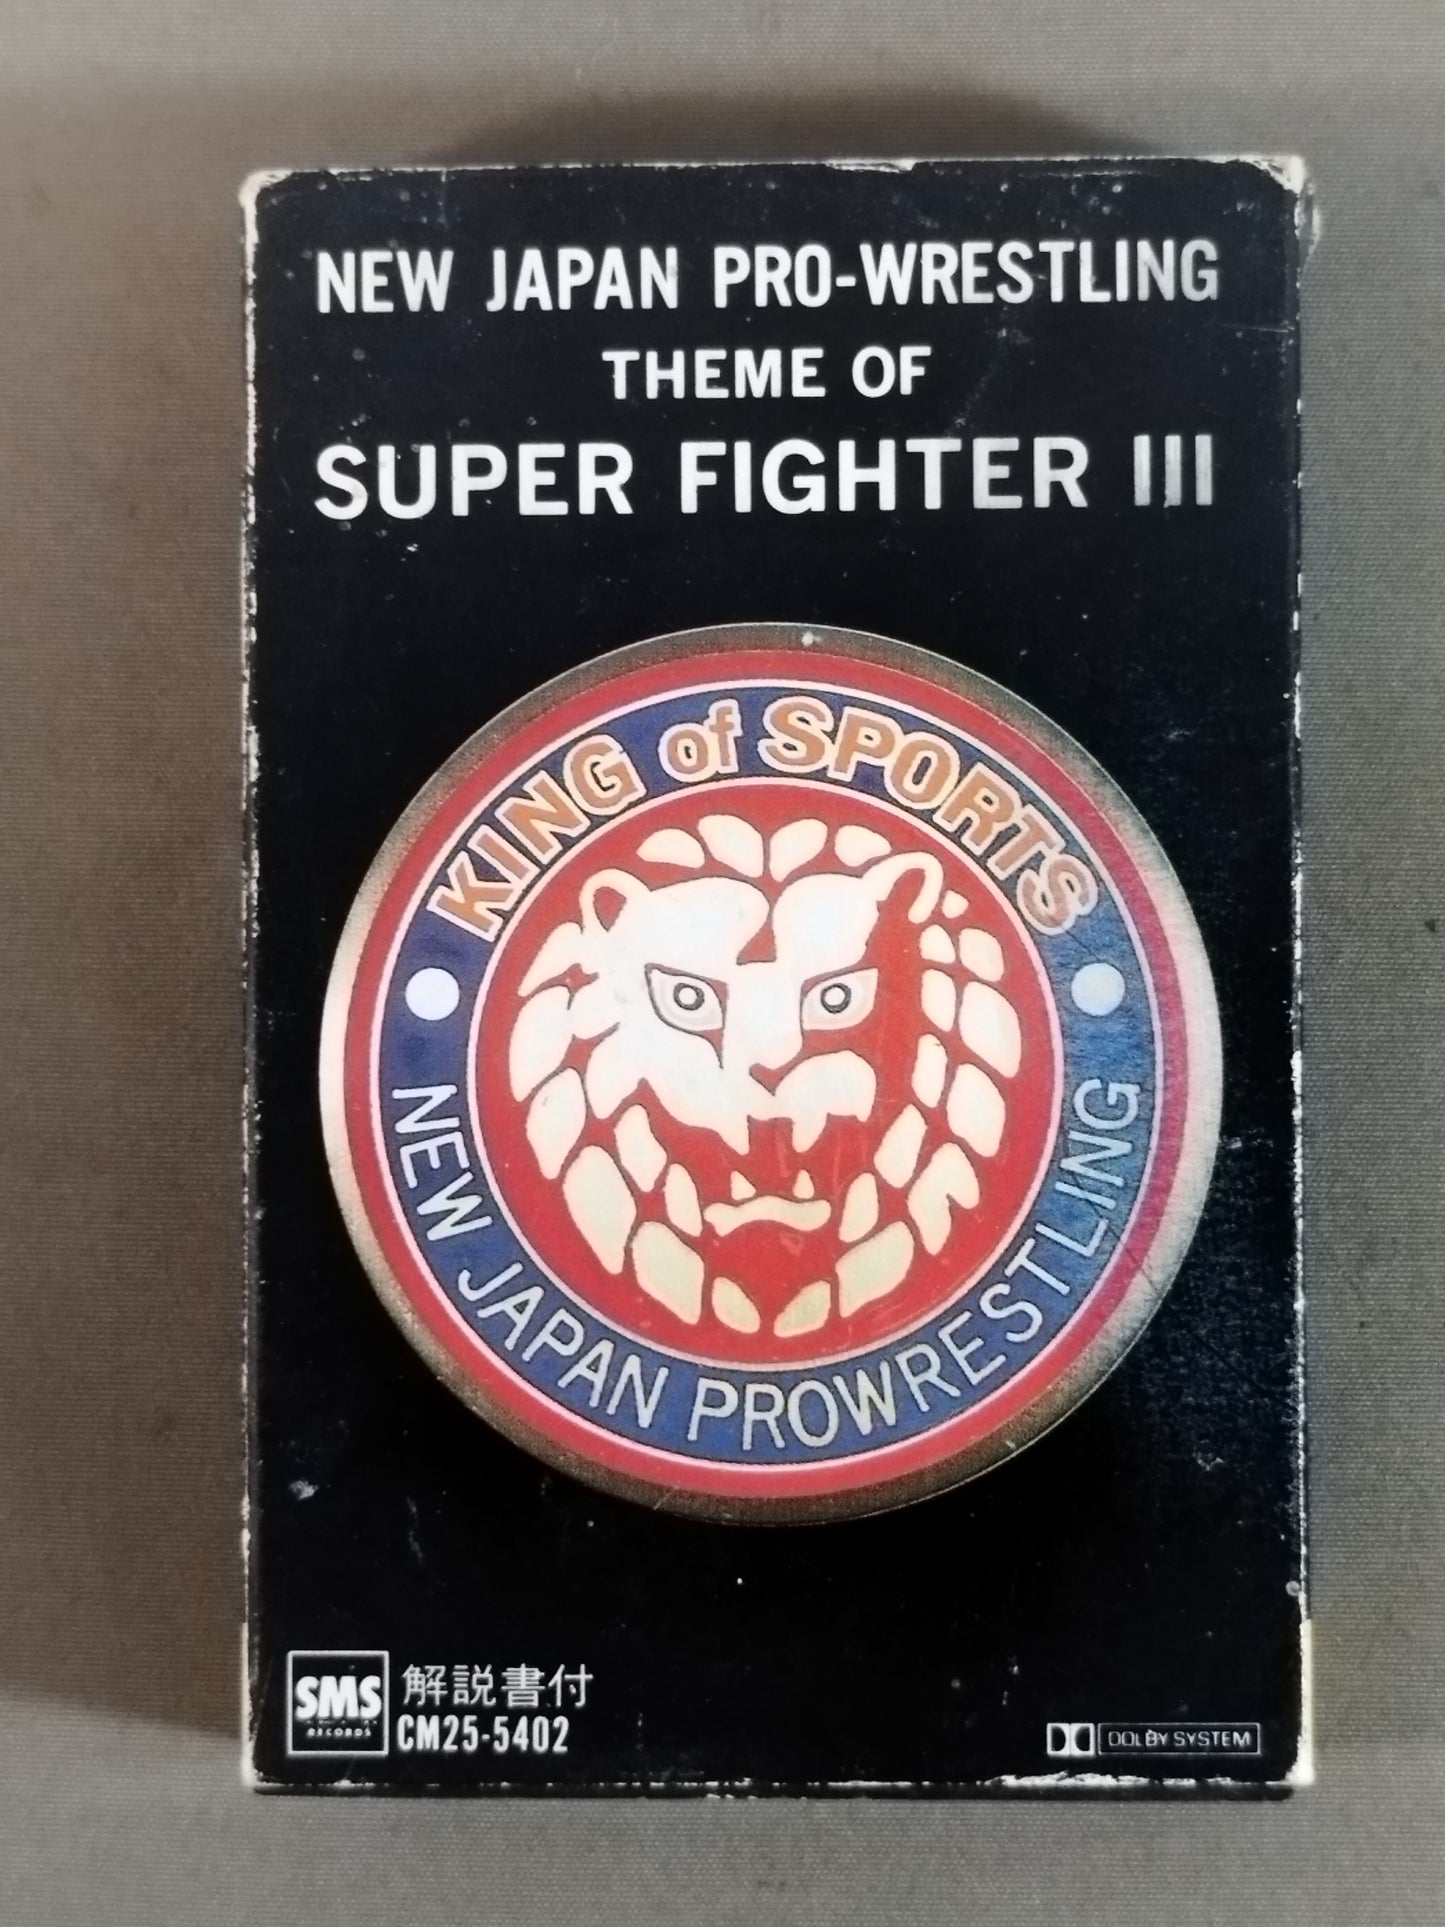 NEW JAPAN PRO-WRESTLING
THEME OF
SUPER FIGHTER III
KING of SPORTS
NEW JAPAN PROWRESTLING
SMS
RECORDS
解説書付
CM25-5402
DOLBY SYSTEM